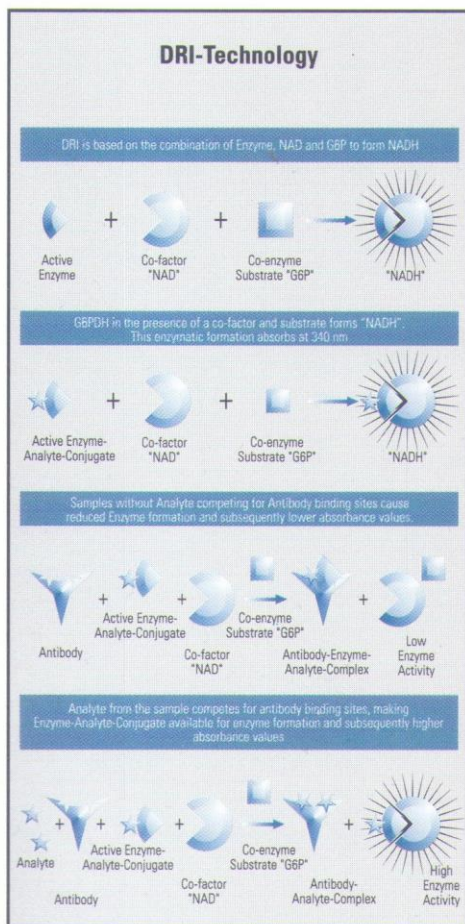 DRI-Technology
DRI is based on the combination of Enzyme, NAD and G6P to form NADH
+ + 
Active
Enzyme
Co-factor
"NAD"
Co-enzyme
Substrate "G6P"
"NADH"
G6PDH in the presence of a co-factor and substrate forms "NADH".
This enzymatic formation absorbs at 340 nm
+ +
Active Enzyme-
Analyte-Conjugate
Co-factor
"NAD"
Co-enzyme
Substrate "G6P"
"NADH"
Samples without Analyte competing for Antibody binding sites cause
reduced Enzyme formation and subsequently lower absorbance values.
+ + +
Antibody
Active Enzyme-
Analyte-Conjugate
Co-factor
"NAD"
Co-enzyme
Substrate "G6P"
Antibody-Enzyme-
Analyte-Complex
Low
Enzyme
Activity
Analyte from the sample competes for antibody binding sites, making
Enzyme-Analyte-Conjugate available for enzyme formation and subsequently higher
absorbance values
+ + + +
Analyte
Antibody
Active Enzyme-
Analyte-Conjugate
Co-factor
"NAD"
Co-enzyme
Substrate "G6P"
Antibody-
Analyte-Complex
High
Enzyme
Activity